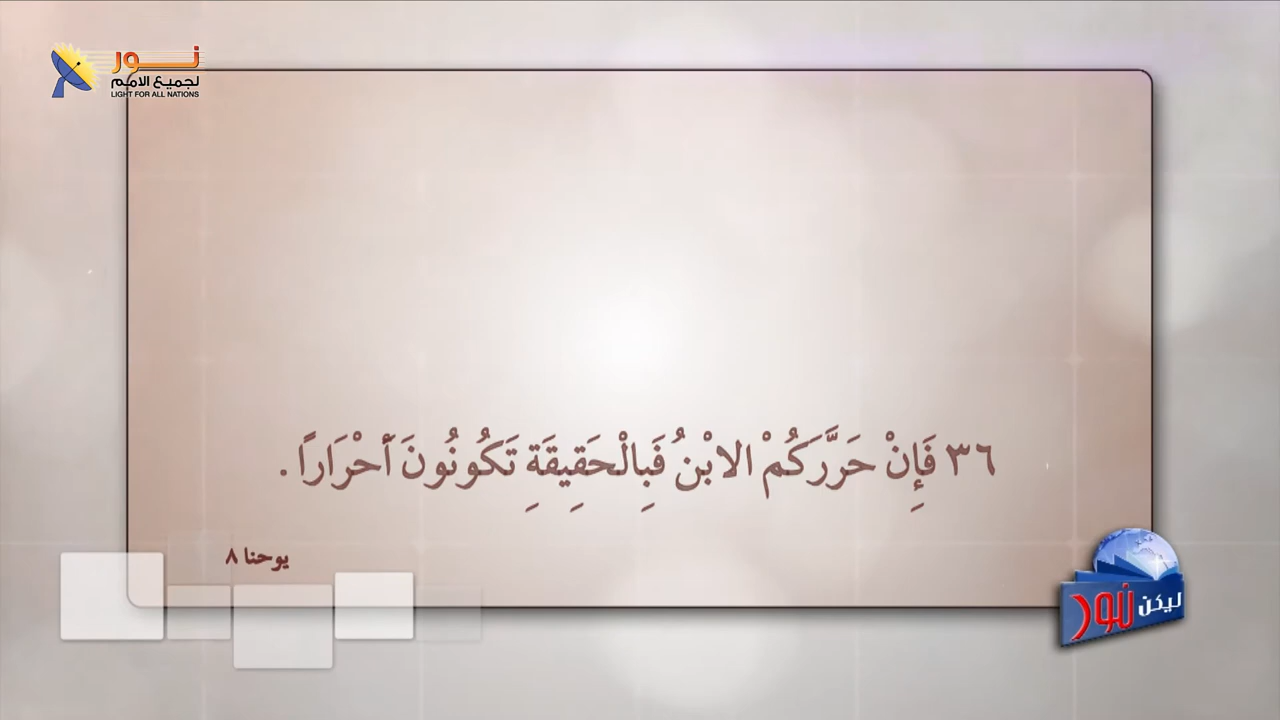 نور
لجميع الامم
LIGHT FOR ALL NATIONS
٣٦ فَإِنْ حَرَّرَكُمْ الابْنُ فَبِالْحَقِيقَةِ تَكُونُونَ أَحْرَاراً .
يوحنا ٨
ليكن نور